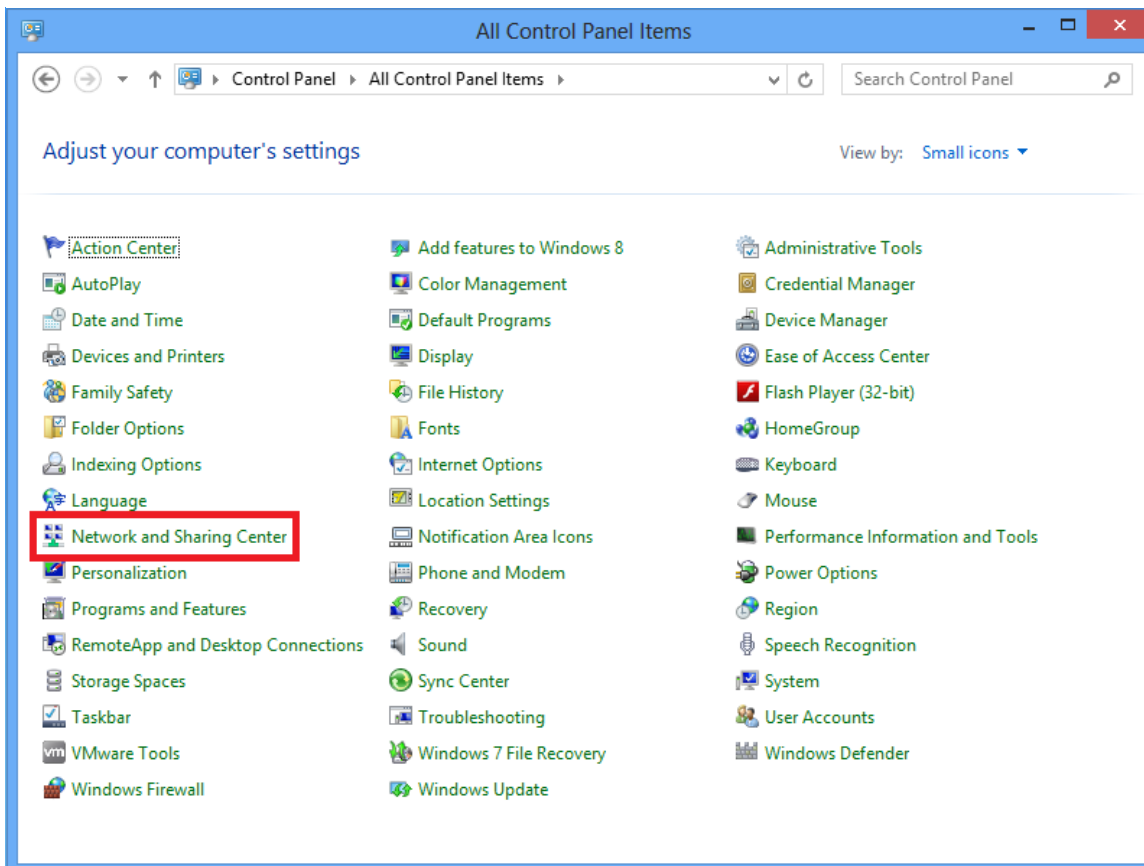 All Control Panel Items
Control Panel All Control Panel Items
Search Control Panel
Adjust your computer's settings
View by: Small icons
Action Center
Add features to Windows 8
Administrative Tools
AutoPlay
Color Management
Credential Manager
Date and Time
Default Programs
Device Manager
Devices and Printers
Display
Ease of Access Center
Family Safety
File History
Flash Player (32-bit)
Folder Options
Fonts
HomeGroup
Indexing Options
Internet Options
Keyboard
Language
Location Settings
Mouse
Network and Sharing Center
Notification Area Icons
Performance Information and Tools
Personalization
Phone and Modem
Power Options
Programs and Features
Recovery
Region
RemoteApp and Desktop Connections
Sound
Speech Recognition
Storage Spaces
Sync Center
System
Taskbar
Troubleshooting
User Accounts
vm VMware Tools
Windows 7 File Recovery
Windows Defender
Windows Firewall
Windows Update